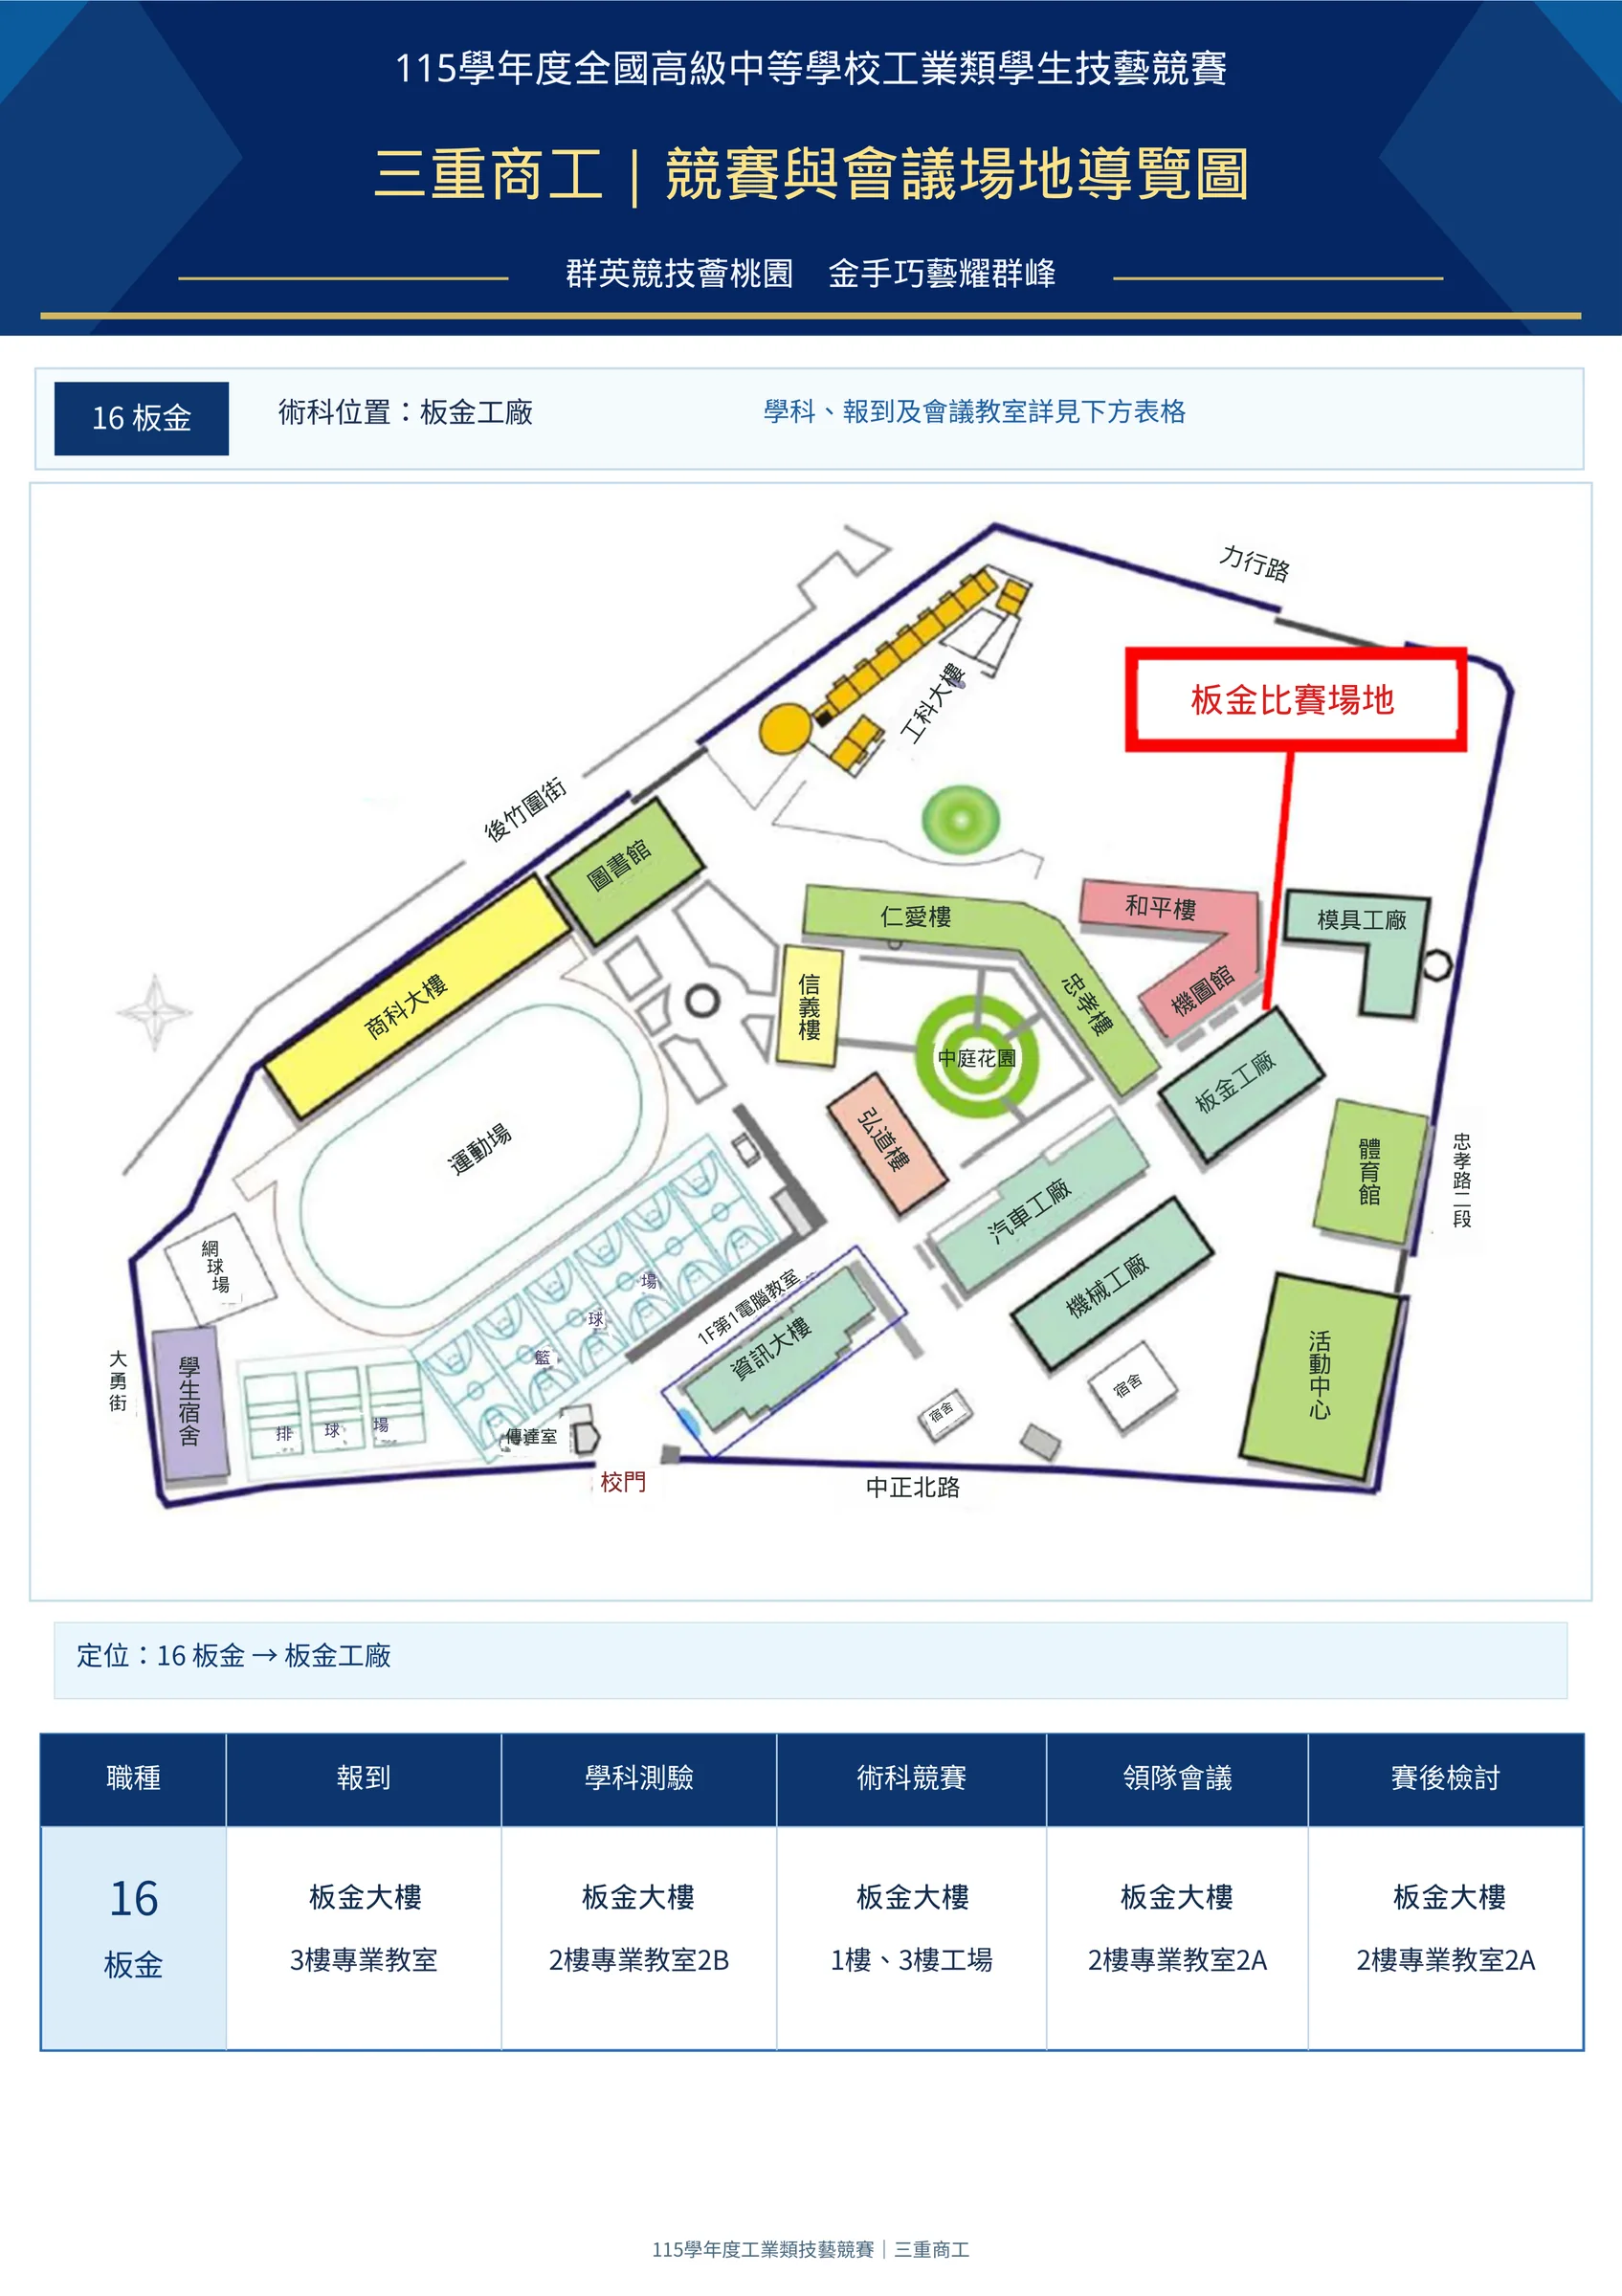 115學年度全國高級中等學校工業類學生技藝競賽
三重商工｜競賽與會議場地導覽圖
群英競技薈桃園 金手巧藝耀群峰
16 板金
術科位置：板金工廠
學科、報到及會議教室詳見下方表格
力行路
板金比賽場地
工科大樓
後竹圍街
圖書館
仁愛樓
和平樓
模具工廠
商科大樓
信義樓
忠孝樓
機圖館
中庭花園
板金工廠
運動場
弘道樓
體育館
忠孝路二段
汽車工廠
網球場
機械工廠
1F第1電腦教室
資訊大樓
籃球場
大勇街
學生宿舍
排球場
傳達室
宿舍
宿舍
活動中心
校門
中正北路
定位：16 板金 → 板金工廠
職種 報到 學科測驗 術科競賽 領隊會議 賽後檢討
16 板金大樓 板金大樓 板金大樓 板金大樓 板金大樓
板金 3樓專業教室 2樓專業教室2B 1樓、3樓工場 2樓專業教室2A 2樓專業教室2A
115學年度工業類技藝競賽｜三重商工